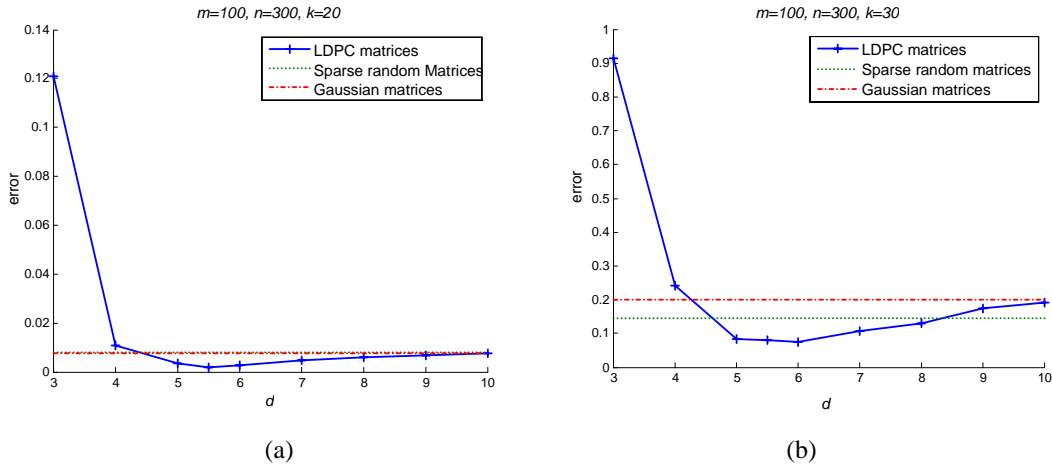 m=100, n=300, k=20
0.14
0.12
0.1
0.08
0.06
0.04
0.02
0
error
3 4 5 6 7 8 9 10
d
LDPC matrices
Sparse random Matrices
Gaussian matrices
(a)
m=100, n=300, k=30
1
0.9
0.8
0.7
0.6
0.5
0.4
0.3
0.2
0.1
0
error
3 4 5 6 7 8 9 10
d
LDPC matrices
Sparse random matrices
Gaussian matrices
(b)